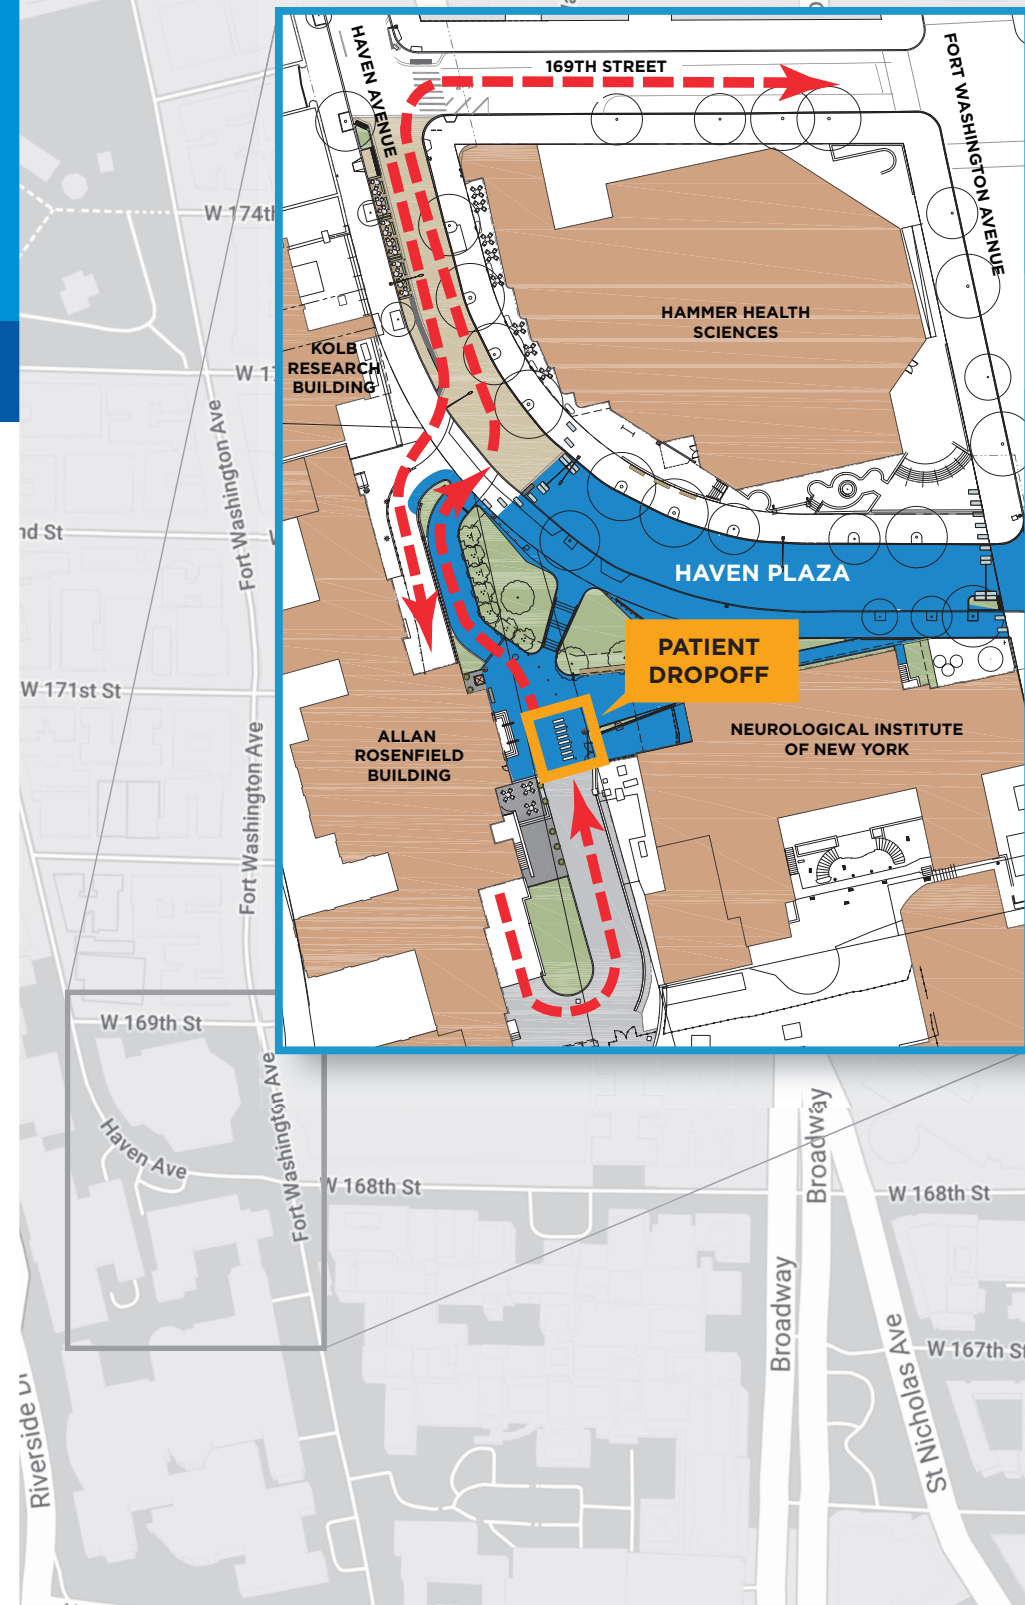 HAVEN AVENUE
169TH STREET
FORT WASHINGTON AVENUE
HAMMER HEALTH
SCIENCES
KOLB
RESEARCH
BUILDING
HAVEN PLAZA
PATIENT
DROPOFF
ALLAN
ROSENFIELD
BUILDING
NEUROLOGICAL INSTITUTE
OF NEW YORK
W 174th
W 17
Fort Washington Ave
nd St
W 171st St
Fort Washington Ave
W 169th St
Fort Washington Ave
Haven Ave
W 168th St
Broadway
W 168th St
Broadway
St Nicholas Ave
W 167th St
Riverside Dr